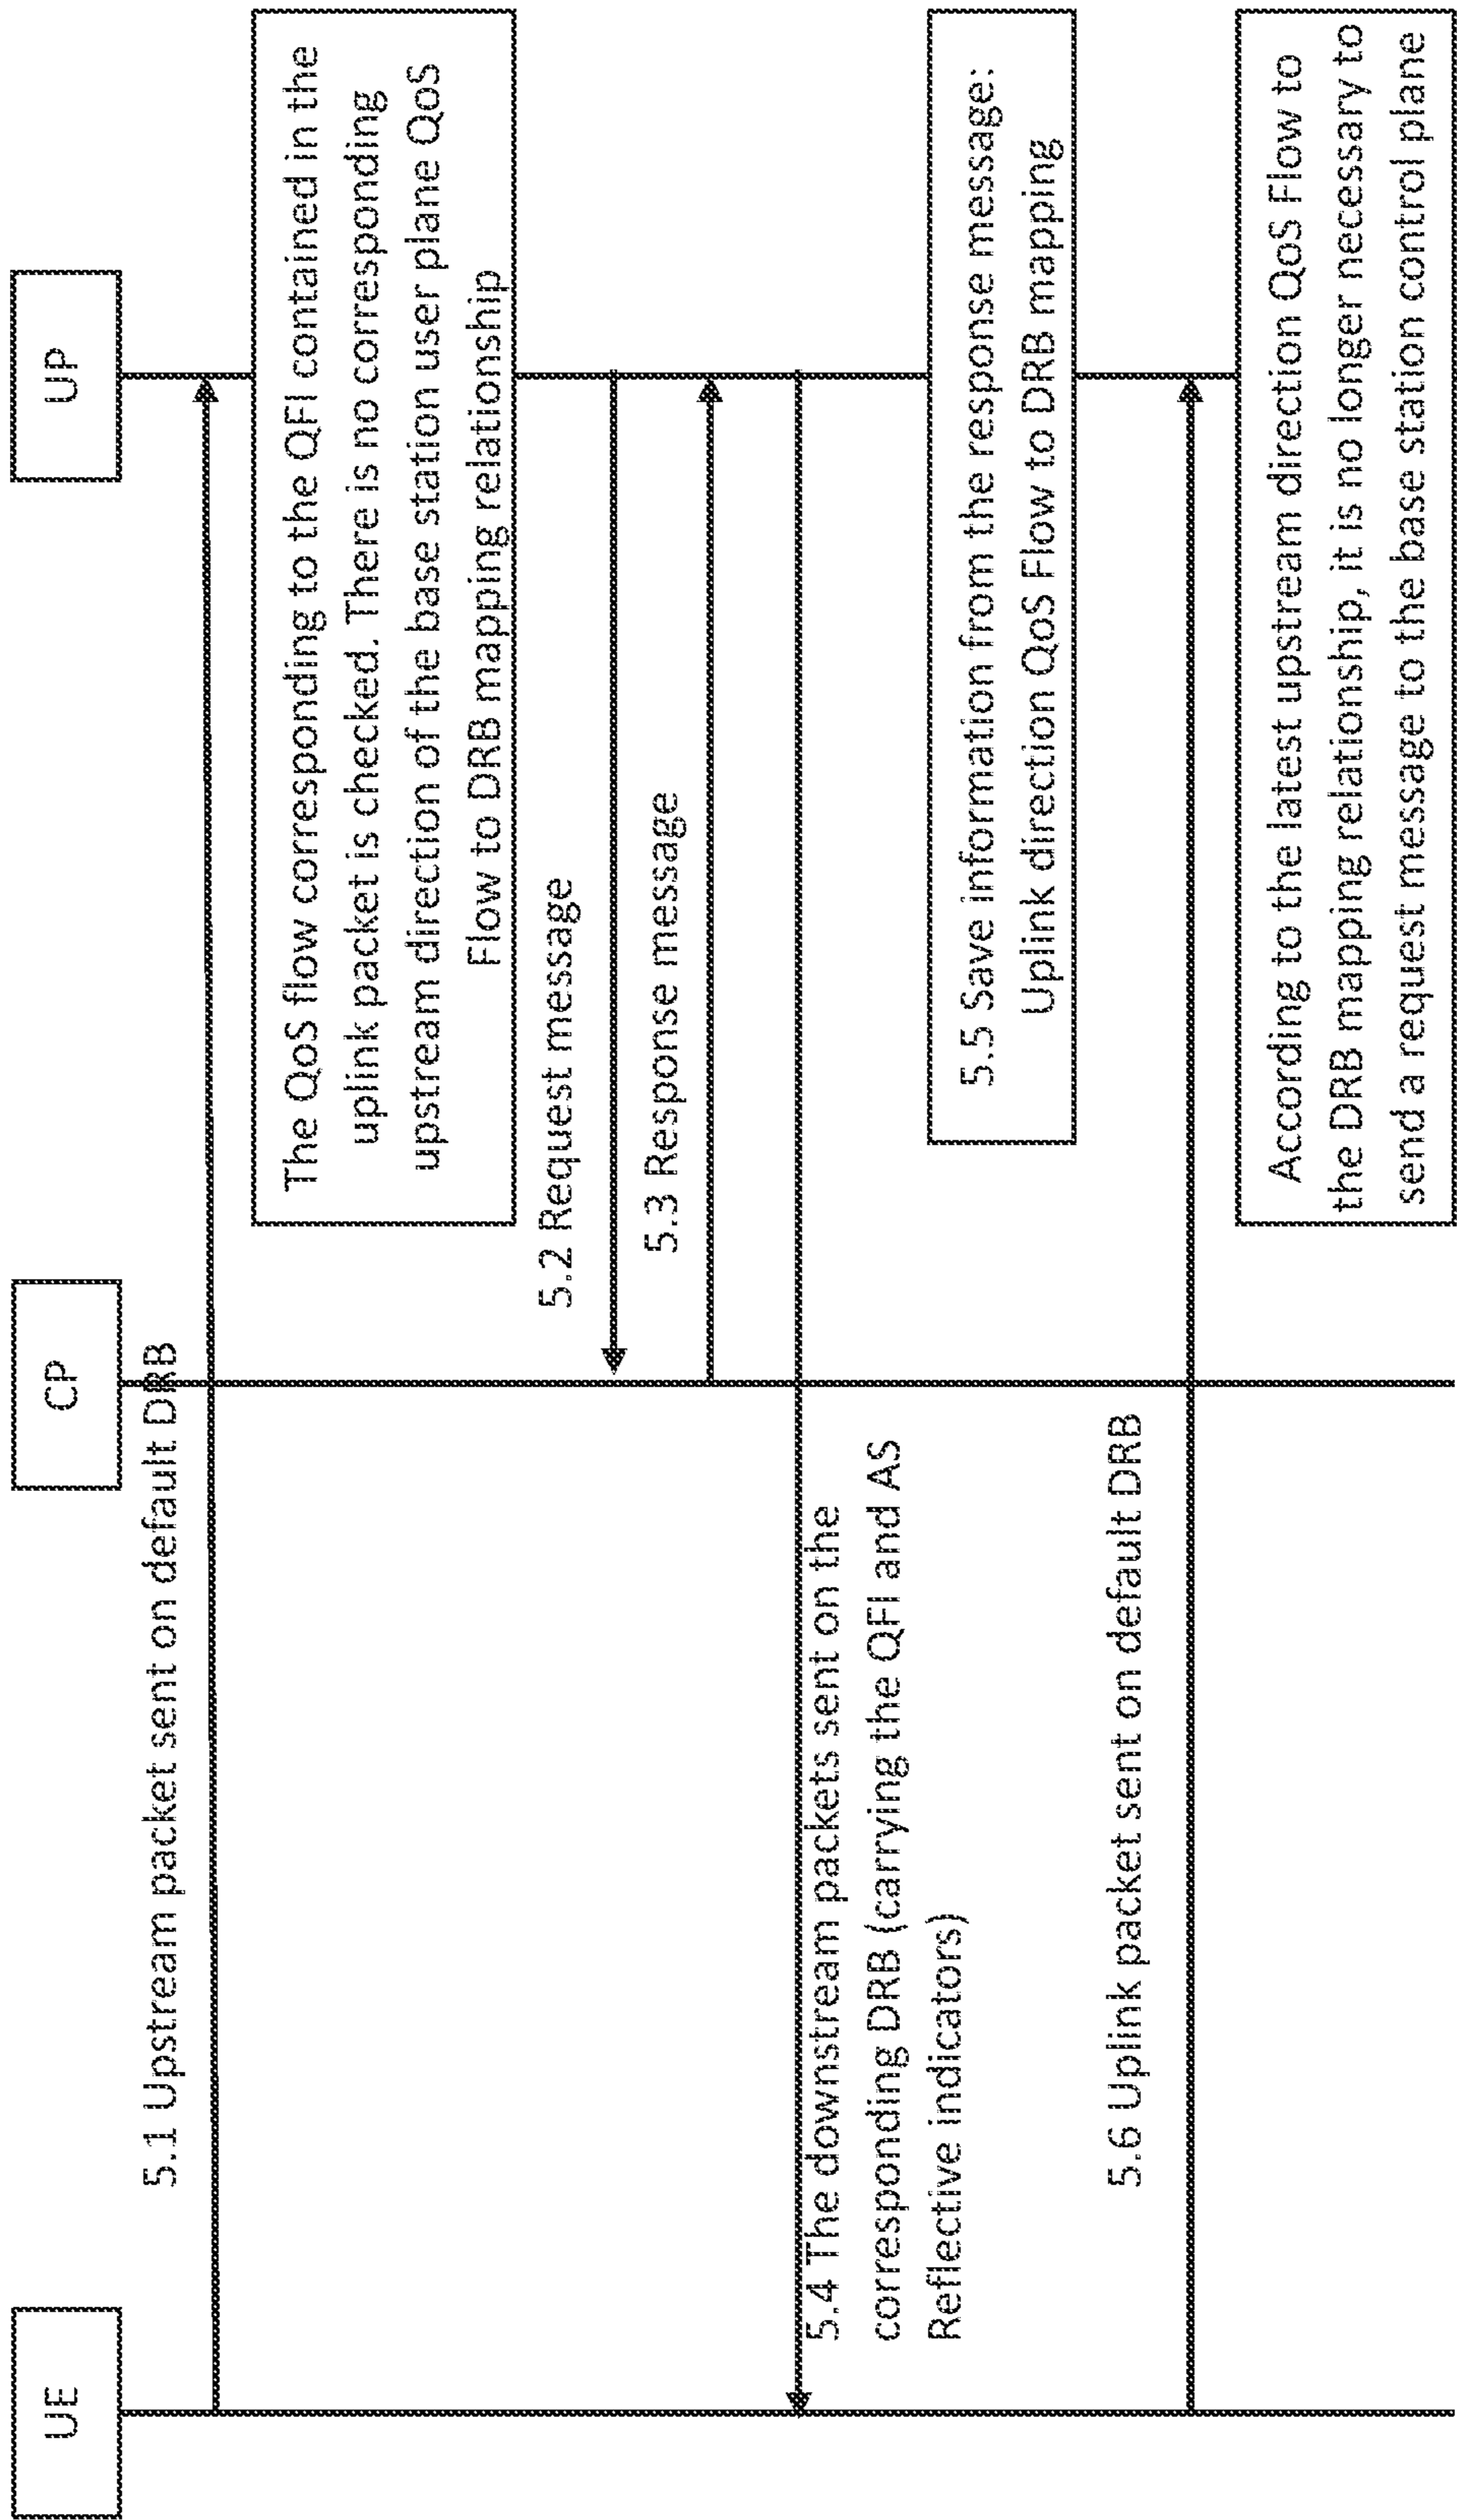 UE
CP
UP
5.1 Upstream packet sent on default DRB
The QoS flow corresponding to the QFI contained in the
uplink packet is checked. There is no corresponding
upstream direction of the base station user plane QoS
Flow to DRB mapping relationship
5.2 Request message
5.3 Response message
5.4 The downstream packets sent on the
corresponding DRB (carrying the QFI and AS
Reflective indicators)
5.5 Save information from the response message:
Uplink direction QoS Flow to DRB mapping
5.6 Uplink packet sent on default DRB
According to the latest upstream direction QoS Flow to
the DRB mapping relationship, it is no longer necessary to
send a request message to the base station control plane